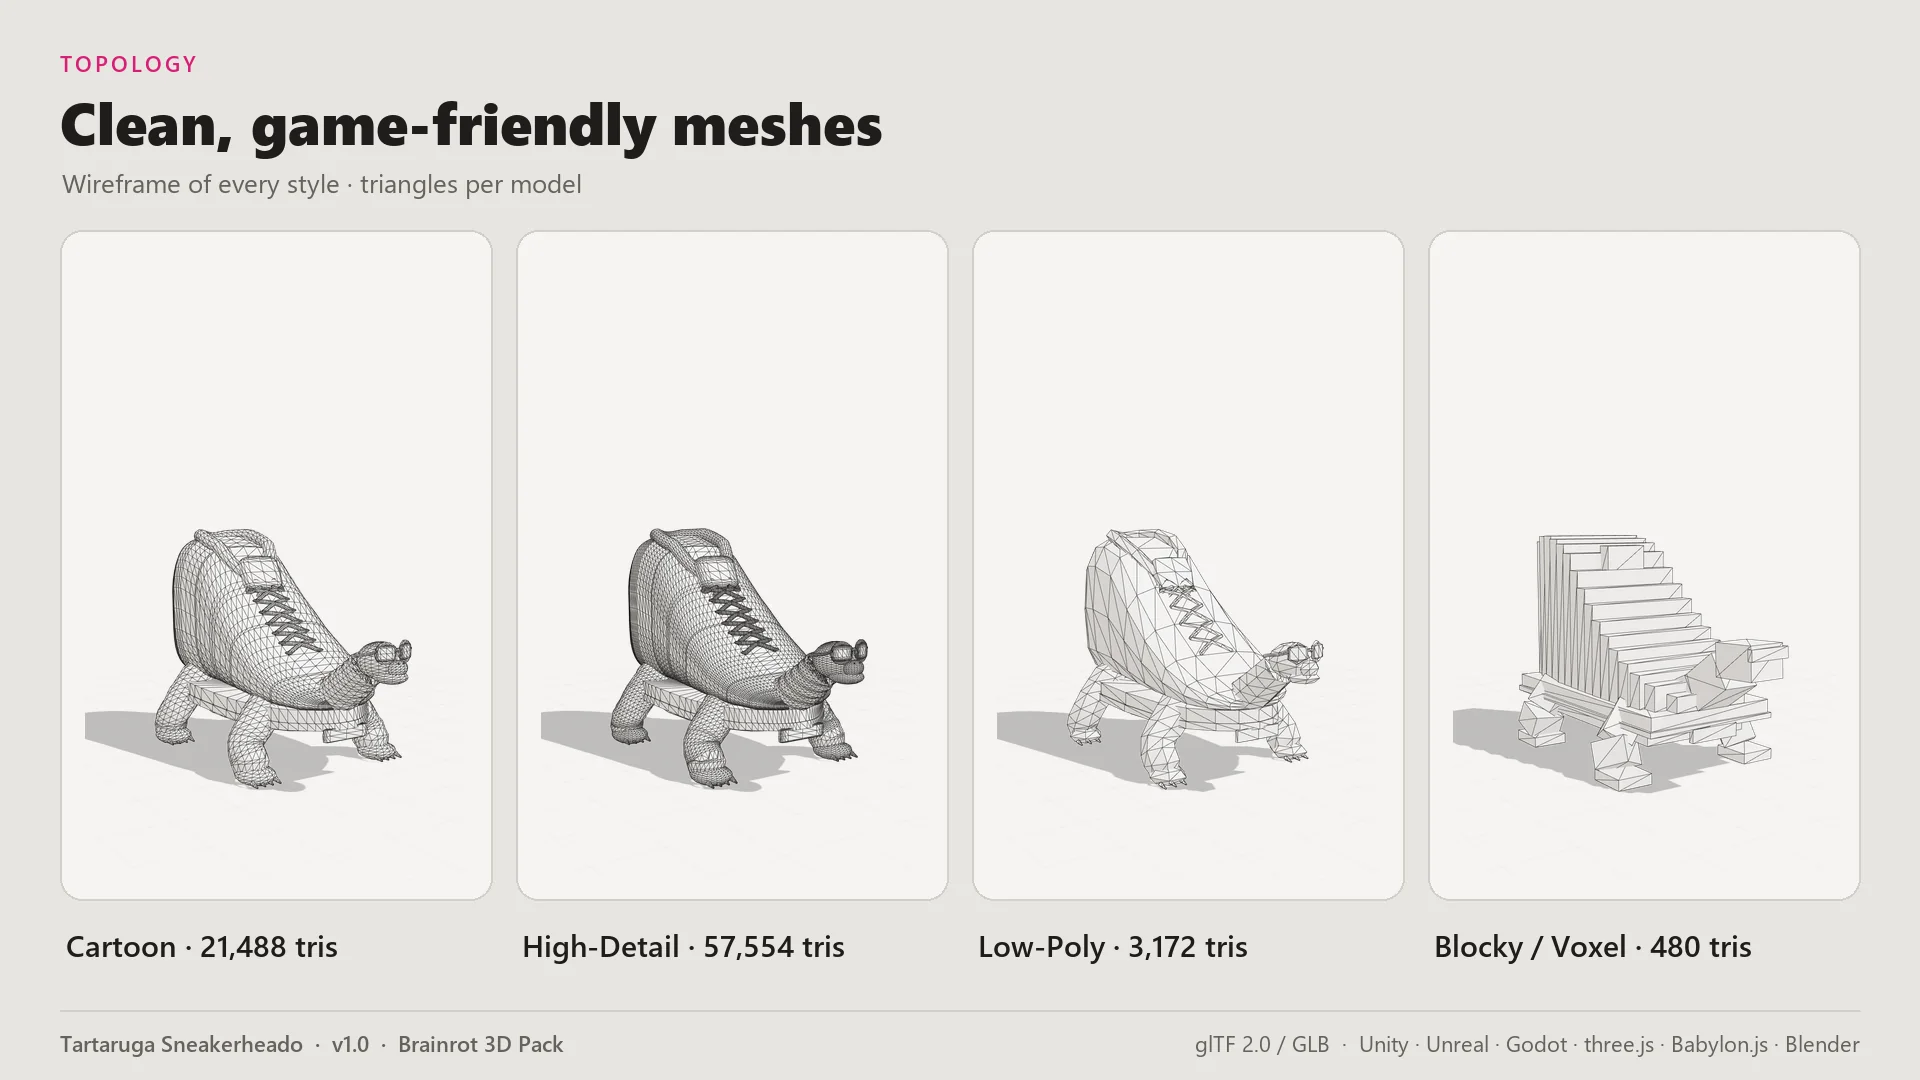 TOPOLOGY
Clean, game-friendly meshes
Wireframe of every style · triangles per model
Cartoon · 21,488 tris
High-Detail · 57,554 tris
Low-Poly · 3,172 tris
Blocky / Voxel · 480 tris
Tartaruga Sneakerheado · v1.0 · Brainrot 3D Pack
glTF 2.0 / GLB · Unity · Unreal · Godot · three.js · Babylon.js · Blender